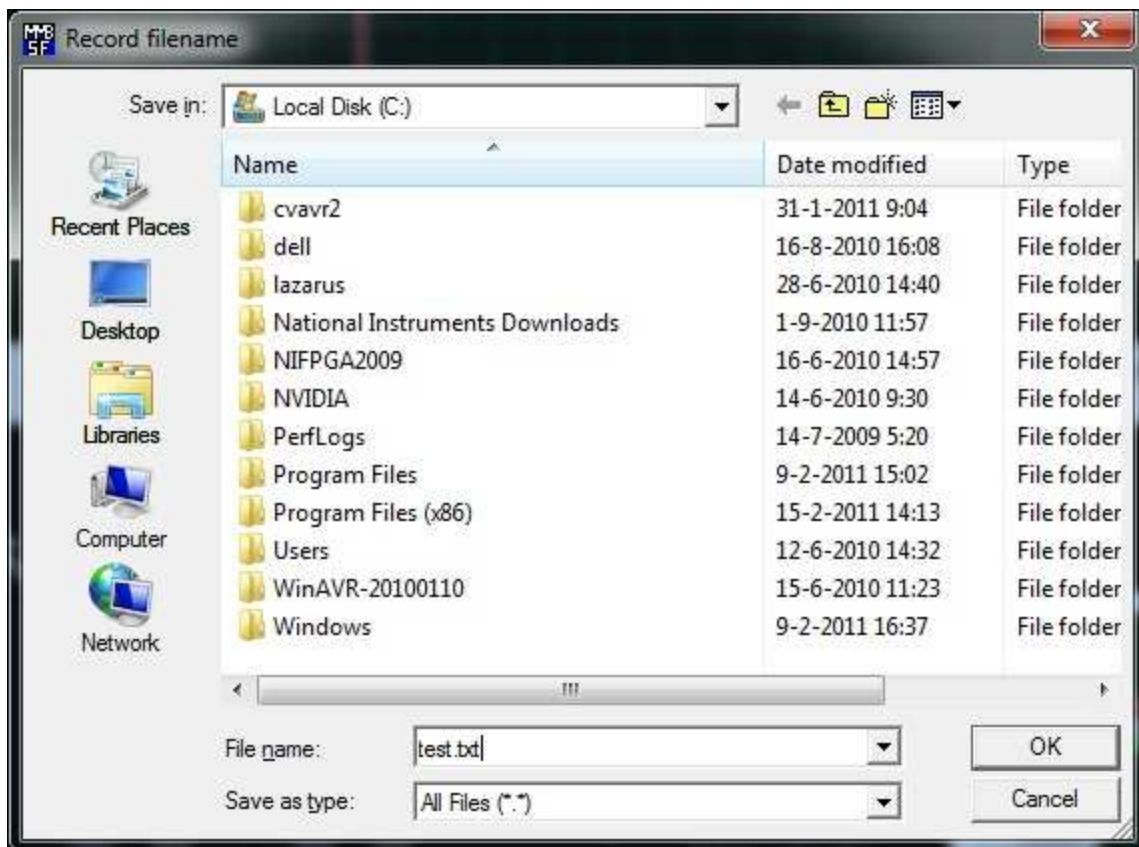 MMB
SF Record filename
Save in: Local Disk (C:)
Name Date modified Type
Recent Places
Desktop
Libraries
Computer
Network
cvavr2 31-1-2011 9:04 File folder
dell 16-8-2010 16:08 File folder
lazarus 28-6-2010 14:40 File folder
National Instruments Downloads 1-9-2010 11:57 File folder
NIFPGA2009 16-6-2010 14:57 File folder
NVIDIA 14-6-2010 9:30 File folder
PerfLogs 14-7-2009 5:20 File folder
Program Files 9-2-2011 15:02 File folder
Program Files (x86) 15-2-2011 14:13 File folder
Users 12-6-2010 14:32 File folder
WinAVR-20100110 15-6-2010 11:23 File folder
Windows 9-2-2011 16:37 File folder
File name: test.txt OK
Save as type: All Files (*.*) Cancel